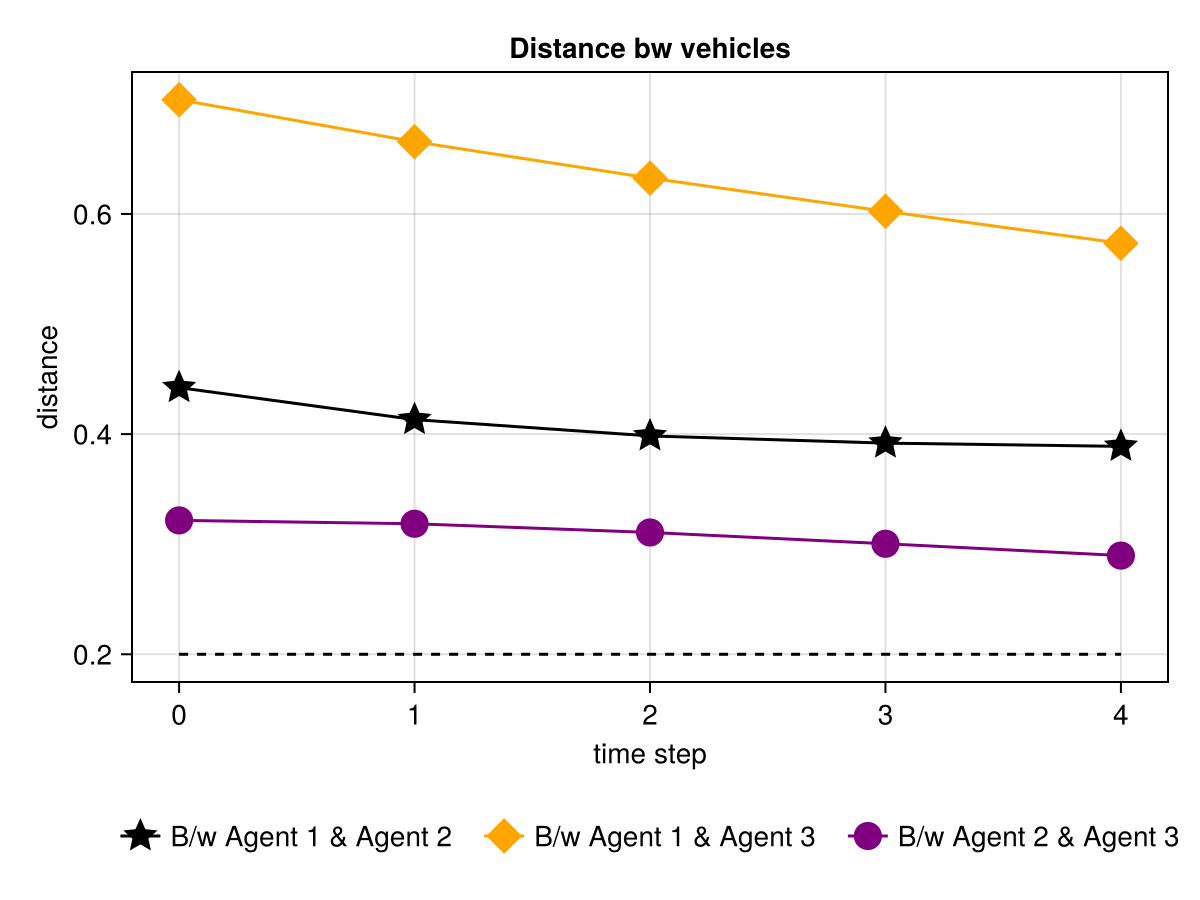 Distance bw vehicles
0.6
0.4
0.2
distance
0 1 2 3 4
time step
B/w Agent 1 & Agent 2 B/w Agent 1 & Agent 3 B/w Agent 2 & Agent 3